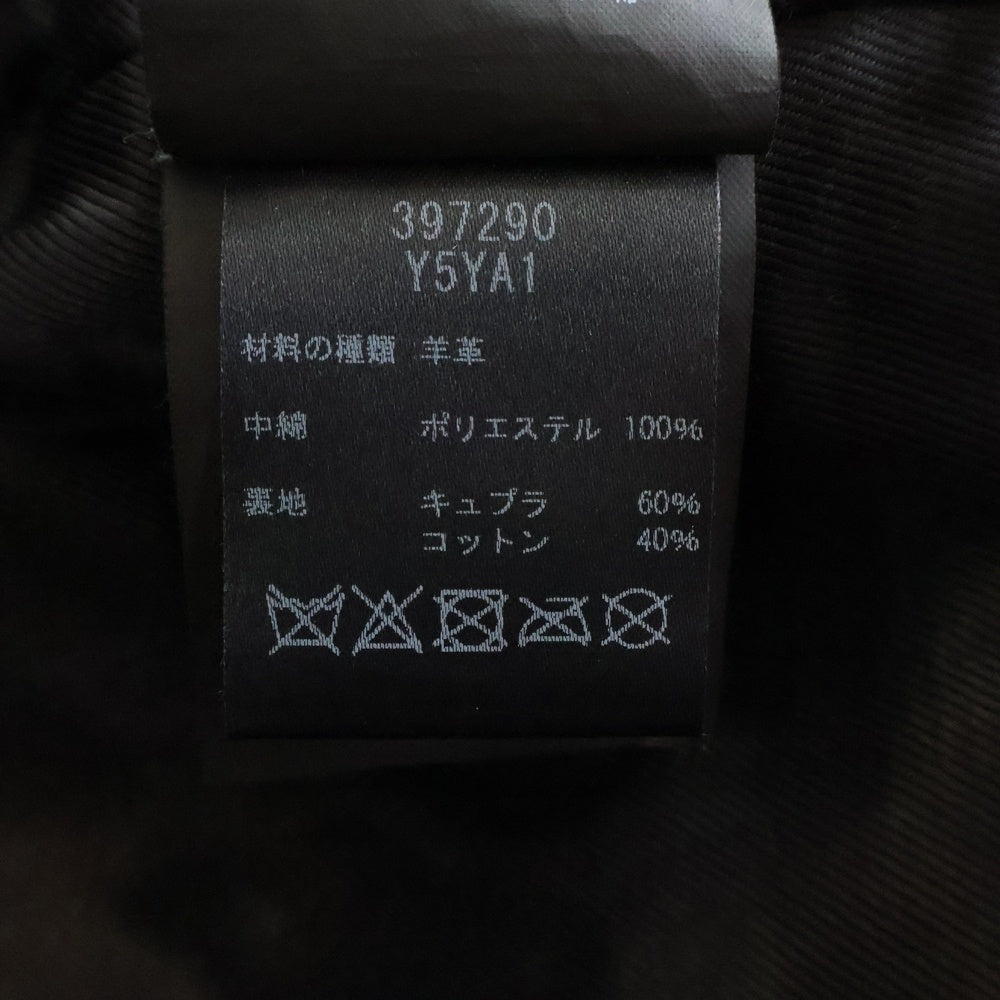 397290
Y5YA1
材料の種類 羊革
中綿 ポリエステル 100%
裏地 キュプラ 60%
コットン 40%